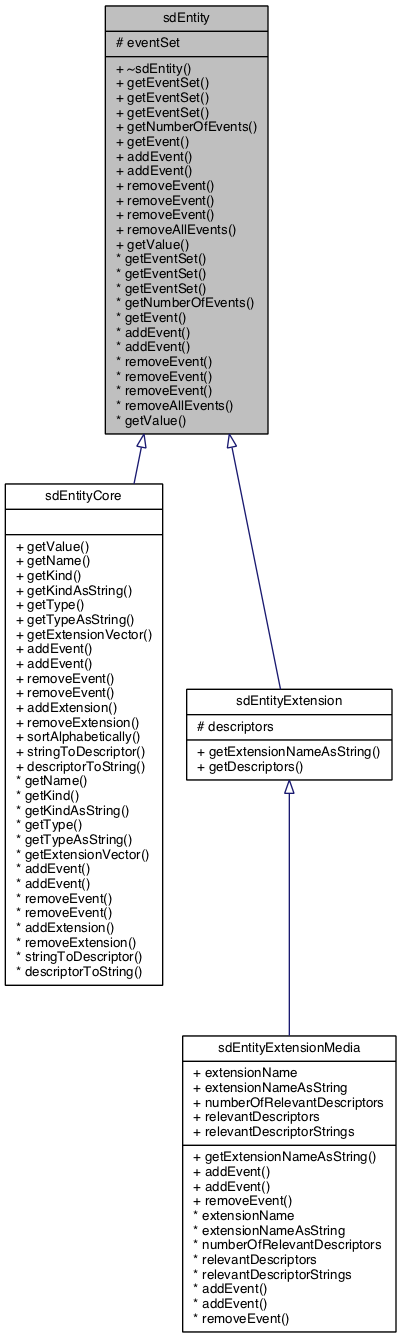 sdEntity
# eventSet
+ ~sdEntity()
+ getEventSet()
+ getEventSet()
+ getEventSet()
+ getNumberOfEvents()
+ getEvent()
+ addEvent()
+ addEvent()
+ removeEvent()
+ removeEvent()
+ removeEvent()
+ removeAllEvents()
+ getValue()
* getEventSet()
* getEventSet()
* getEventSet()
* getNumberOfEvents()
* getEvent()
* addEvent()
* addEvent()
* removeEvent()
* removeEvent()
* removeEvent()
* removeAllEvents()
* getValue()
sdEntityCore
+ getValue()
+ getName()
+ getKind()
+ getKindAsString()
+ getType()
+ getTypeAsString()
+ getExtensionVector()
+ addEvent()
+ addEvent()
+ removeEvent()
+ removeEvent()
+ addExtension()
+ removeExtension()
+ sortAlphabetically()
+ stringToDescriptor()
+ descriptorToString()
* getName()
* getKind()
* getKindAsString()
* getType()
* getTypeAsString()
* getExtensionVector()
* addEvent()
* addEvent()
* removeEvent()
* removeEvent()
* addExtension()
* removeExtension()
* stringToDescriptor()
* descriptorToString()
sdEntityExtension
# descriptors
+ getExtensionNameAsString()
+ getDescriptors()
sdEntityExtensionMedia
+ extensionName
+ extensionNameAsString
+ numberOfRelevantDescriptors
+ relevantDescriptors
+ relevantDescriptorStrings
+ getExtensionNameAsString()
+ addEvent()
+ addEvent()
+ removeEvent()
* extensionName
* extensionNameAsString
* numberOfRelevantDescriptors
* relevantDescriptors
* relevantDescriptorStrings
* addEvent()
* addEvent()
* removeEvent()